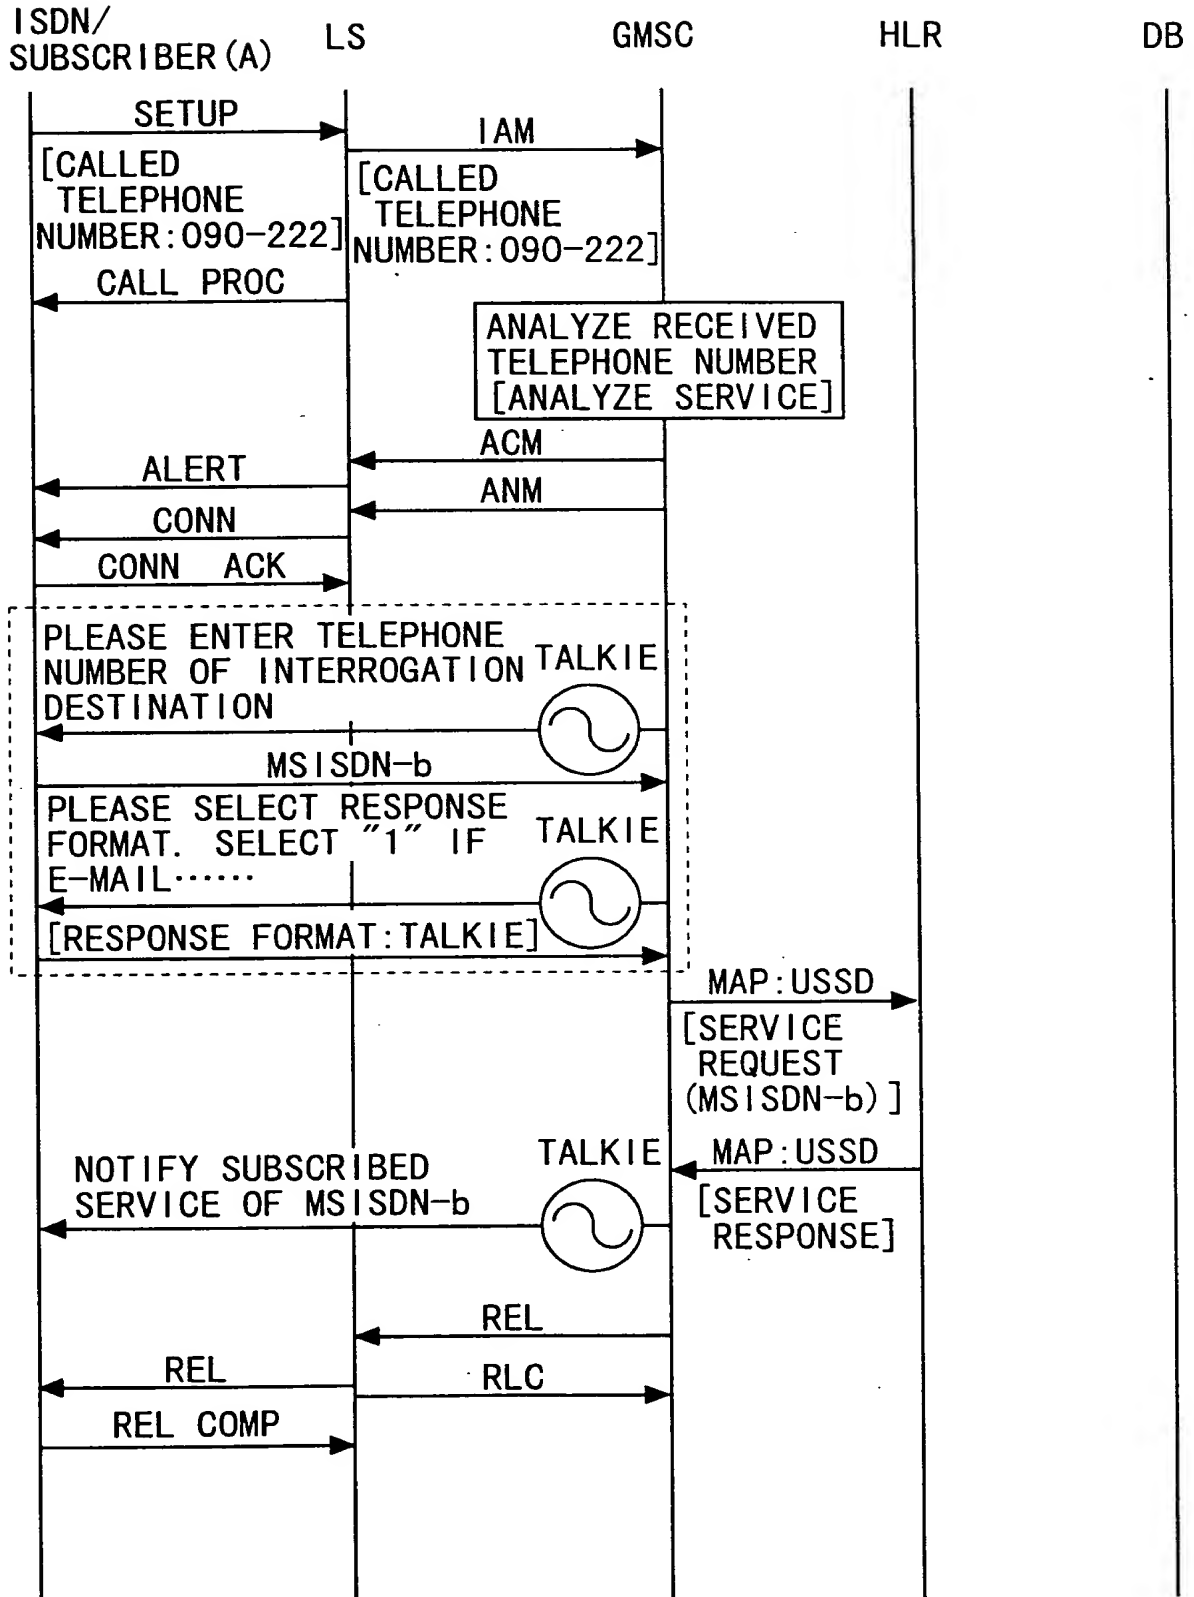 ISDN/
SUBSCRIBER(A)
LS
GMSC
HLR
DB
SETUP
IAM
[CALLED
TELEPHONE
NUMBER:090-222]
[CALLED
TELEPHONE
NUMBER:090-222]
CALL PROC
ANALYZE RECEIVED
TELEPHONE NUMBER
[ANALYZE SERVICE]
ACM
ALERT
ANM
CONN
CONN ACK
PLEASE ENTER TELEPHONE
NUMBER OF INTERROGATION
DESTINATION
TALKIE
MSISDN-b
PLEASE SELECT RESPONSE
FORMAT. SELECT "1" IF
E-MAIL······
TALKIE
[RESPONSE FORMAT:TALKIE]
MAP:USSD
[SERVICE
REQUEST
(MSISDN-b)]
TALKIE
MAP:USSD
NOTIFY SUBSCRIBED
SERVICE OF MSISDN-b
[SERVICE
RESPONSE]
REL
REL
RLC
REL COMP